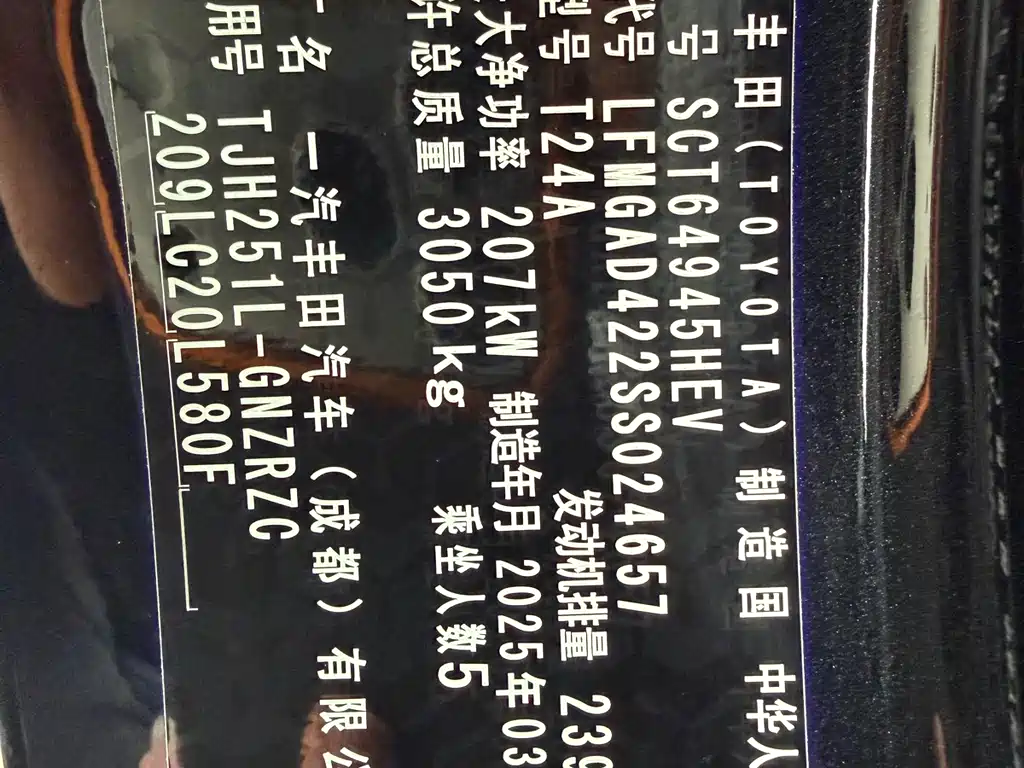 丰田(TOYOTA) 制造国 中华人
号 SCT6494 5HEV
代号 LFMGAD422SS02457
型号 T24A 发动机排量 239
大净功率 207kW 制造年月 2025年03
许总质量 3050kg 乘坐人数5
名 一汽丰田汽车(成都)有限公
用号 TJH251L-GNZRZC
209LC20L580F